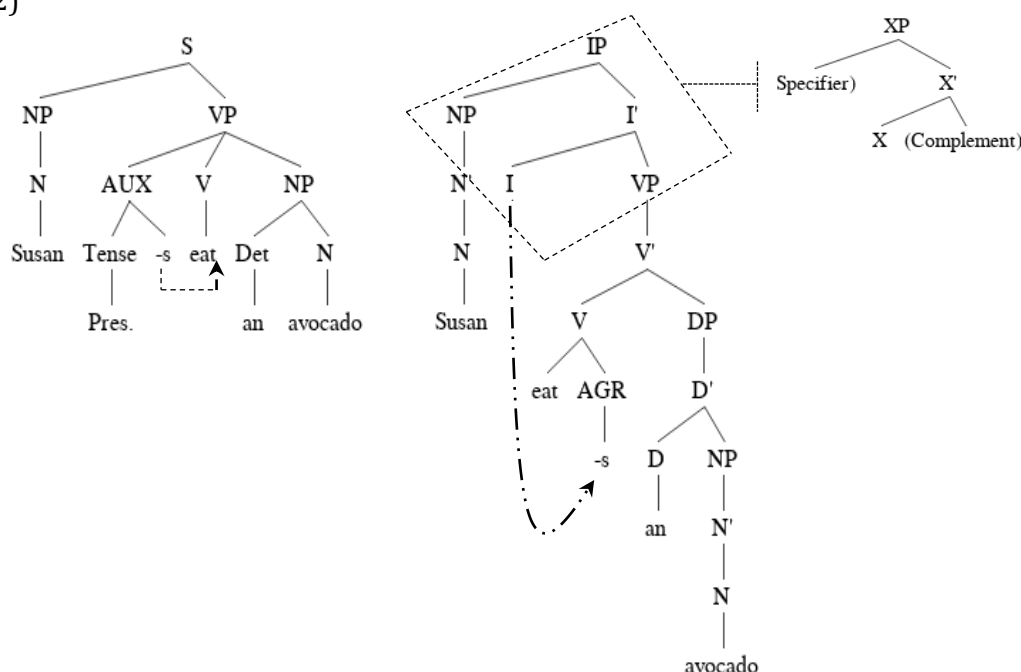 2)
XP
S
IP
Specifier)
X'
NP
VP
NP
I'
X
(Complement)
N
AUX
V
NP
N'
I
VP
Susan
Tense
-s
eat
Det
N
N
V'
Pres.
an
avocado
Susan
V
DP
eat
AGR
D'
-s
D
NP
an
N'
N
avocado